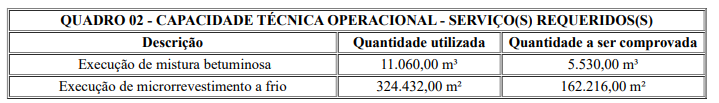 QUADRO 02 - CAPACIDADE TÉCNICA OPERACIONAL - SERVIÇO(S) REQUERIDOS(S)
Descrição Quantidade utilizada Quantidade a ser comprovada
Execução de mistura betuminosa 11.060,00 m³ 5.530,00 m³
Execução de microrrevestimento a frio 324.432,00 m² 162.216,00 m²